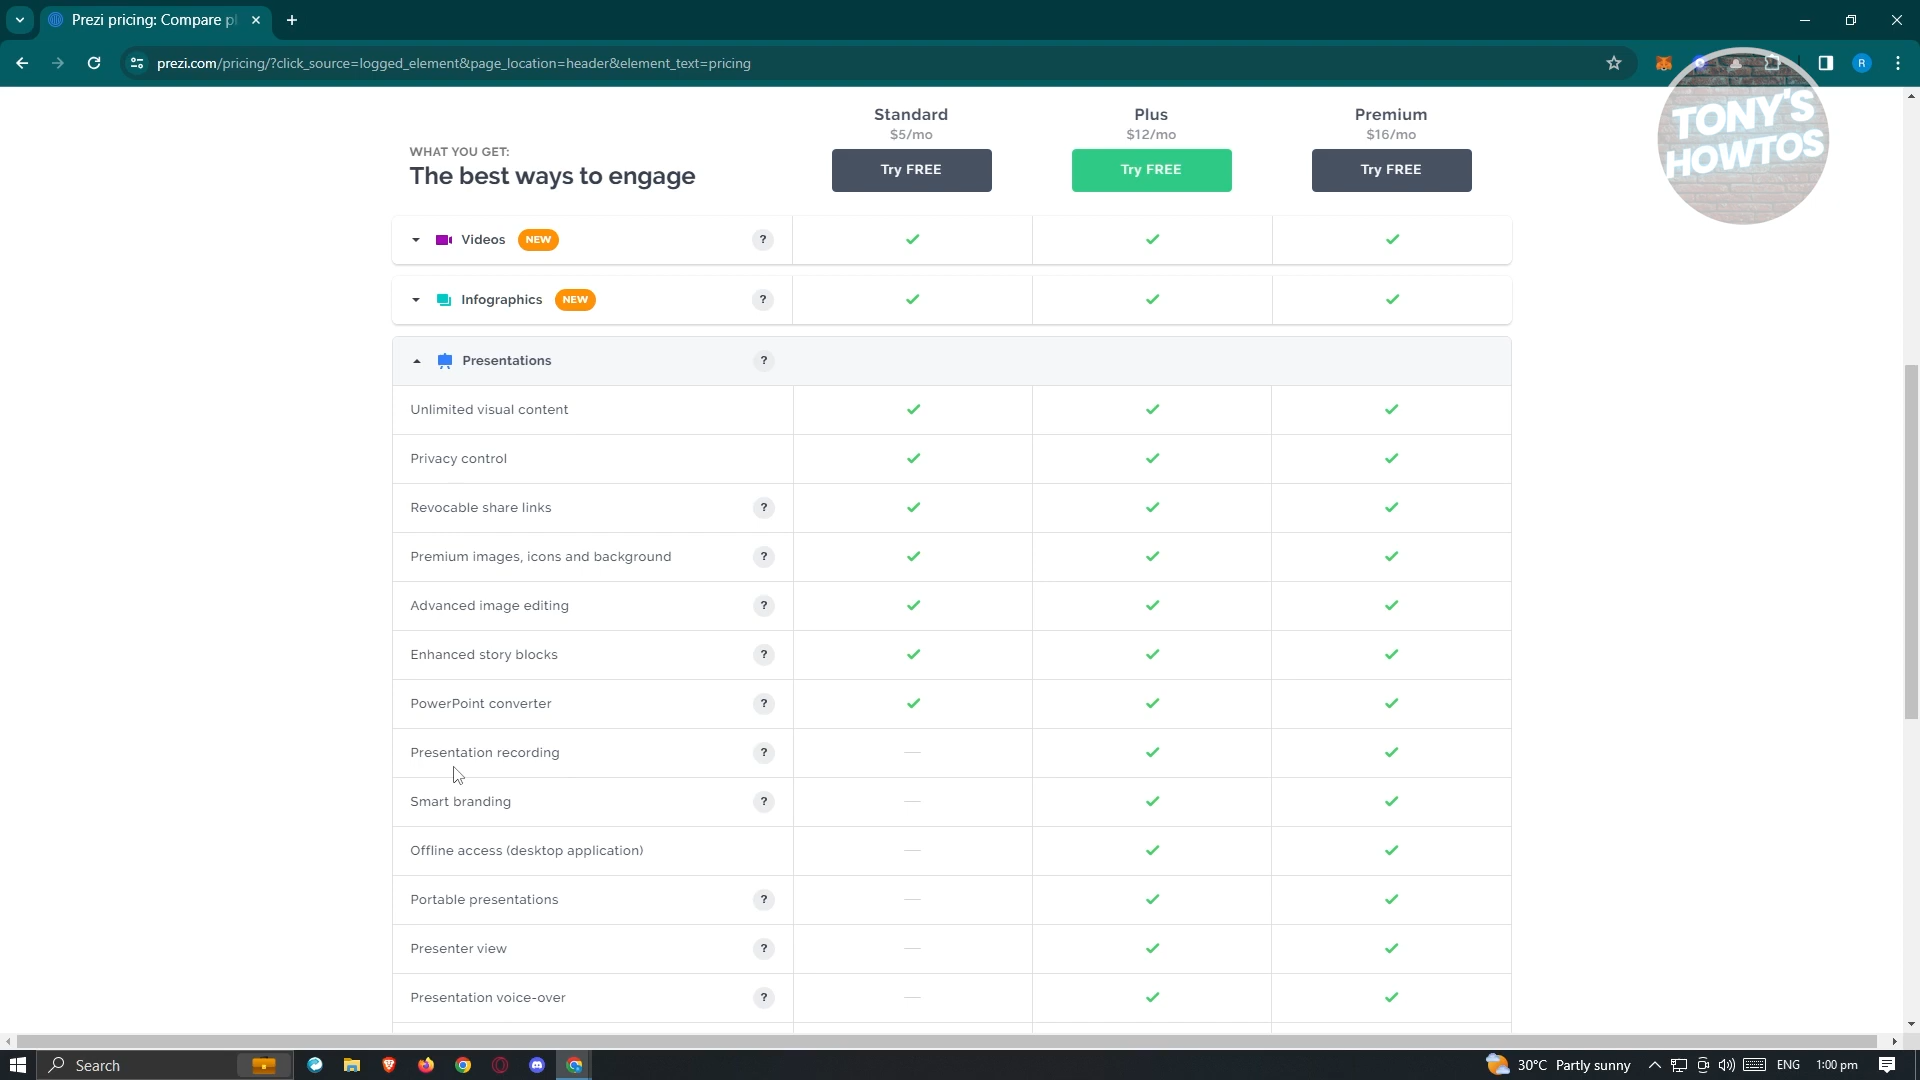 Prezi pricing: Compare pl
prezi.com/pricing/?click_source=logged_element&page_location=header&element_text=pricing
R
TONY'S
HOWTOS
Standard
Plus
Premium
$5/mo
$12/mo
$16/mo
WHAT YOU GET:
The best ways to engage
Try FREE
Try FREE
Try FREE
Videos NEW ?
Infographics NEW ?
Presentations ?
Unlimited visual content
Privacy control
Revocable share links ?
Premium images, icons and background ?
Advanced image editing ?
Enhanced story blocks ?
PowerPoint converter ?
Presentation recording ?
Smart branding ?
Offline access (desktop application)
Portable presentations ?
Presenter view ?
Presentation voice-over ?
Search
30°C Partly sunny
ENG
1:00 pm